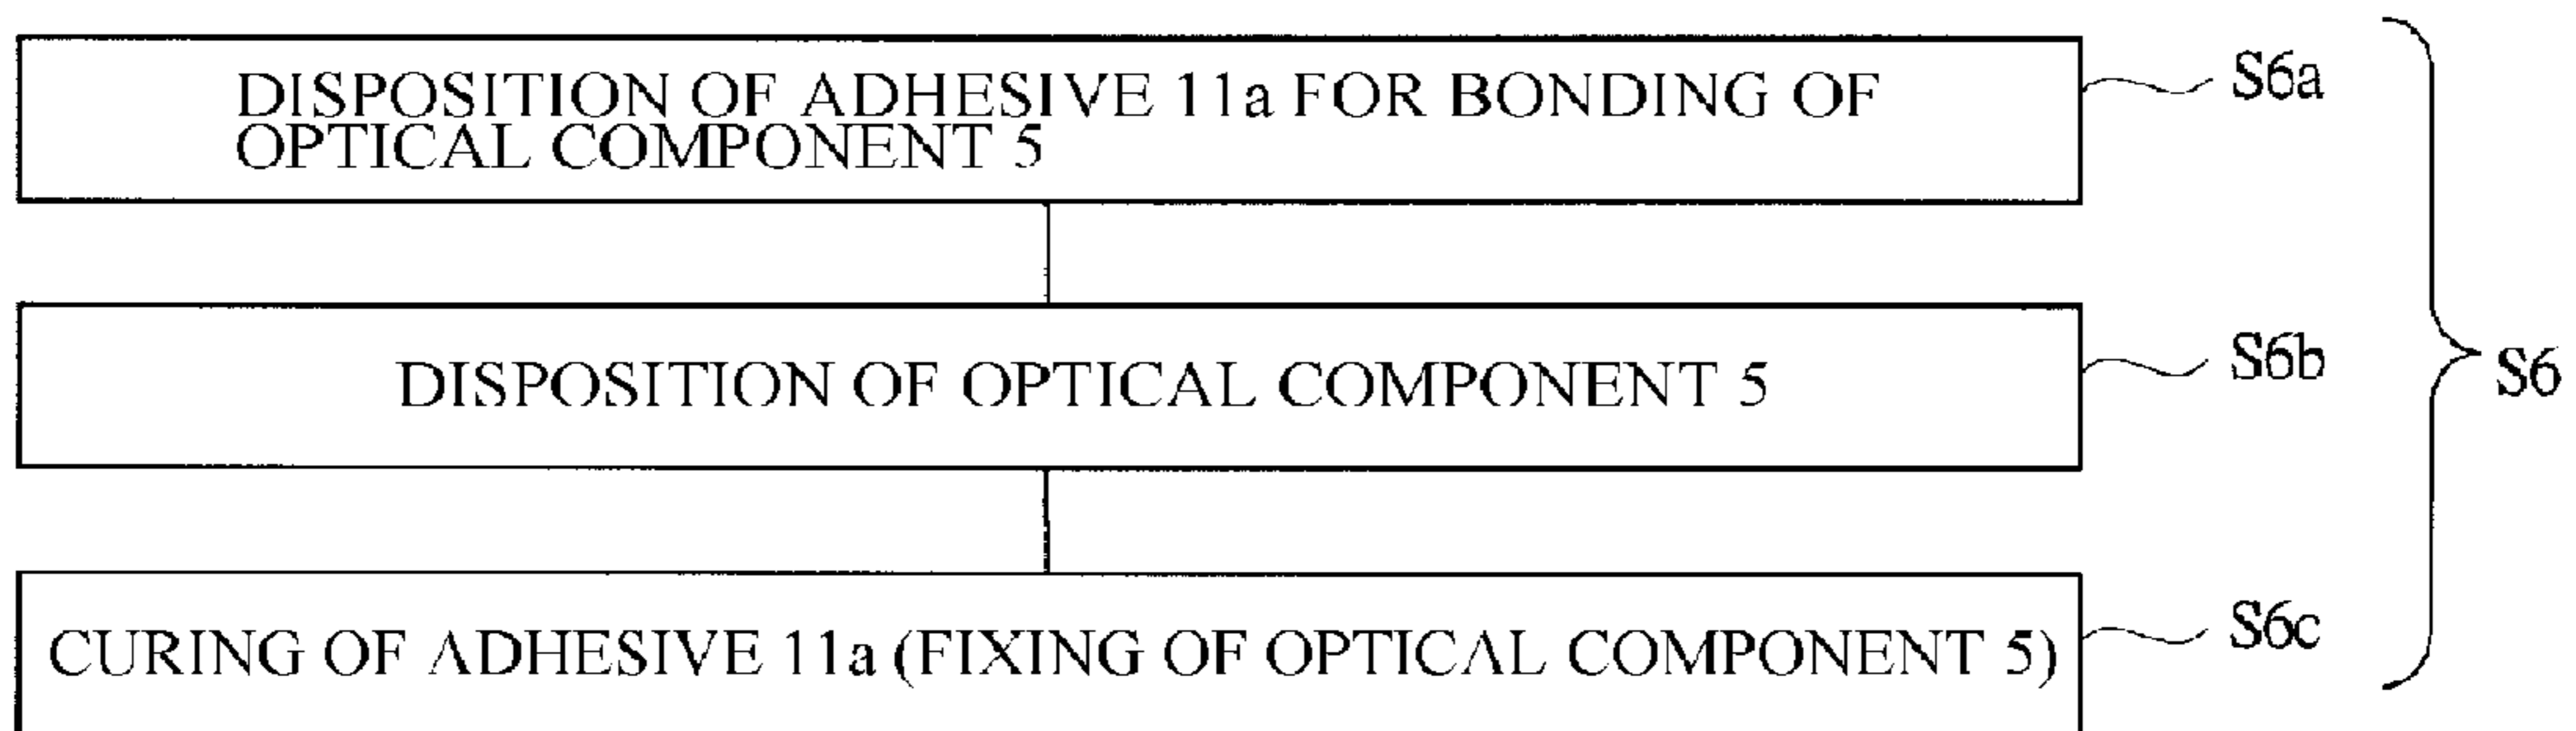 DISPOSITION OF ADHESIVE 11a FOR BONDING OF
OPTICAL COMPONENT 5
S6a
DISPOSITION OF OPTICAL COMPONENT 5
S6b
S6
CURING OF ADHESIVE 11a (FIXING OF OPTICAL COMPONENT 5)
S6c